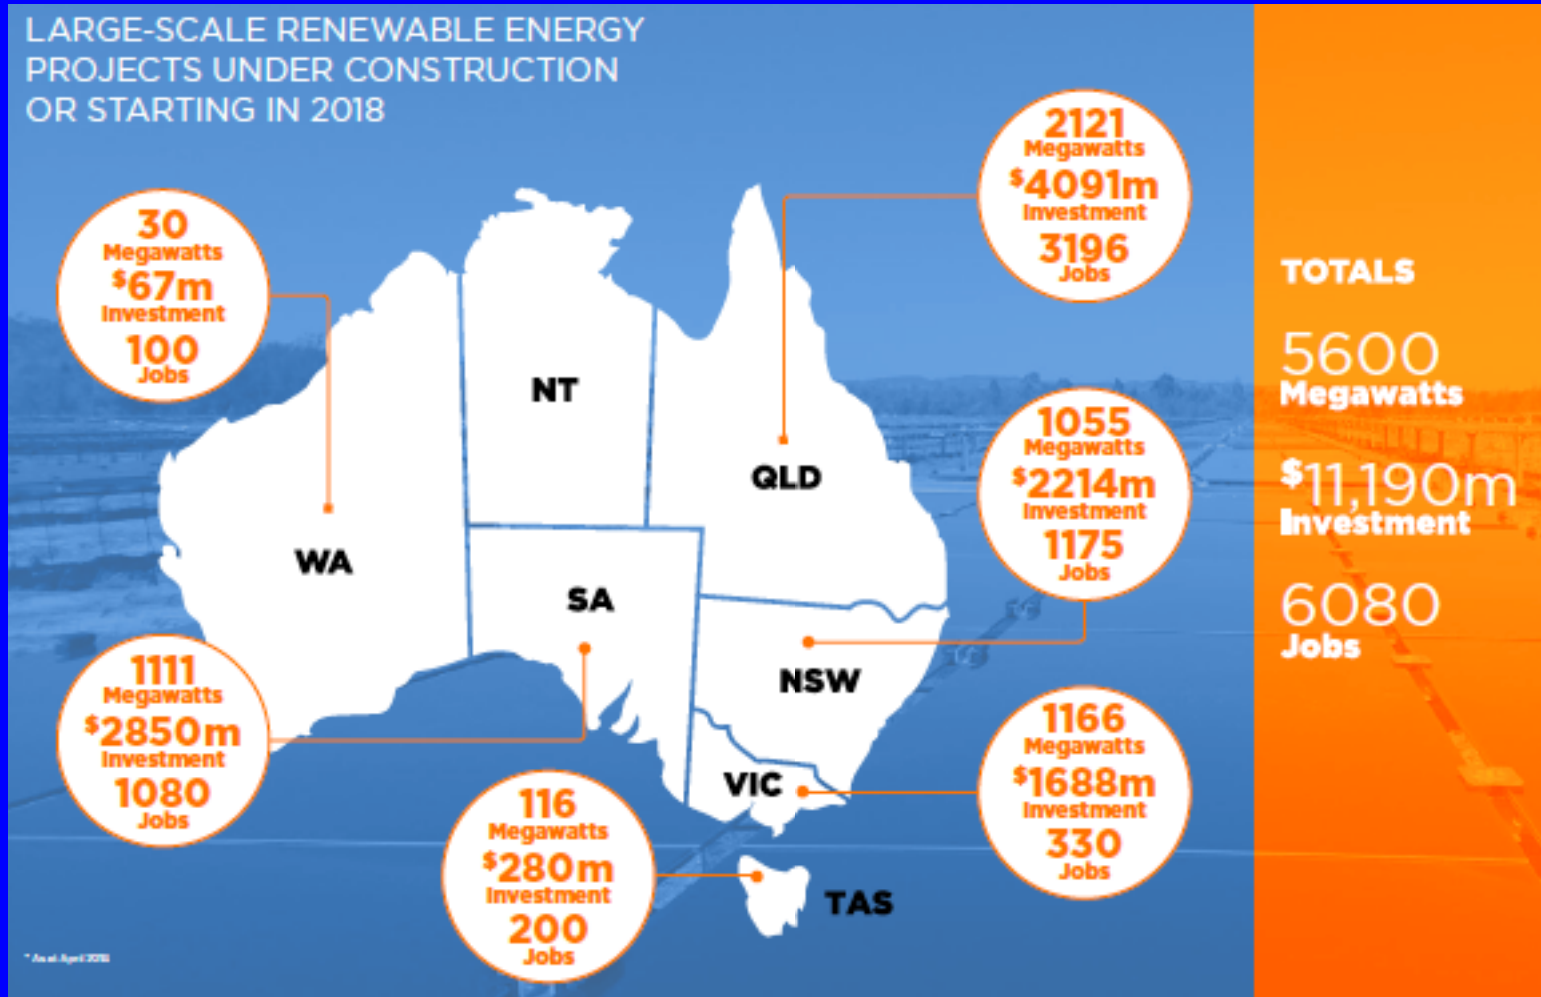 LARGE-SCALE RENEWABLE ENERGY
PROJECTS UNDER CONSTRUCTION
OR STARTING IN 2018
30
Megawatts
$67m
Investment
100
Jobs
2121
Megawatts
$4091m
Investment
3196
Jobs
1055
Megawatts
$2214m
Investment
1175
Jobs
1111
Megawatts
$2850m
Investment
1080
Jobs
116
Megawatts
$280m
Investment
200
Jobs
1166
Megawatts
$1688m
Investment
330
Jobs
NT
QLD
WA
SA
NSW
VIC
TAS
TOTALS
5600
Megawatts
$11,190m
Investment
6080
Jobs
* As at April